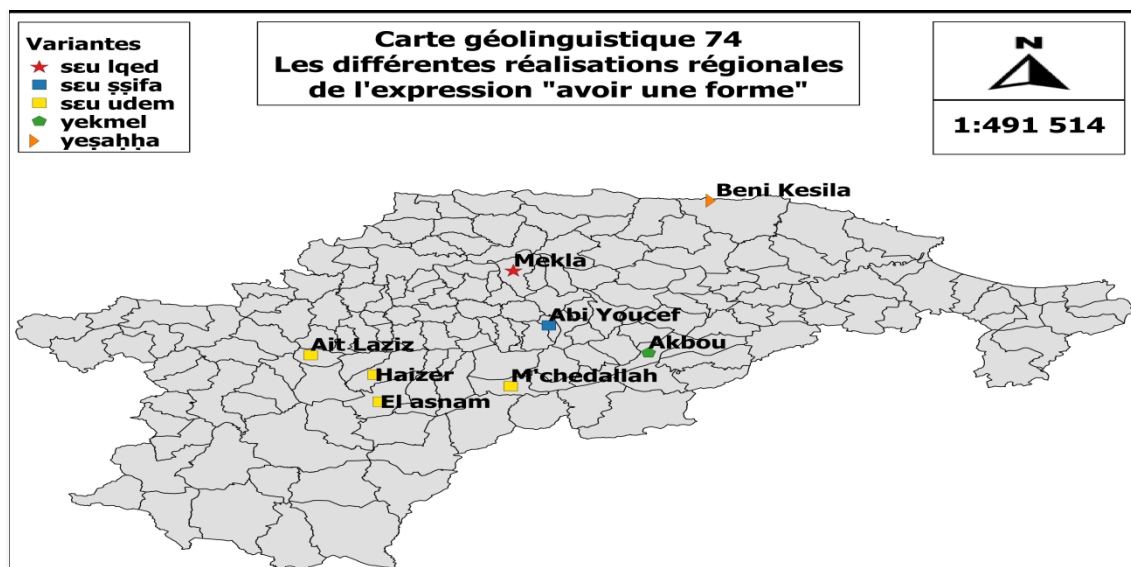 Variantes
sɛu lqed
sɛu ṣṣifa
sɛu udem
yekmel
yeṣaḥḥa
Carte géolinguistique 74
Les différentes réalisations régionales
de l'expression "avoir une forme"
N
1:491 514
Beni Kesila
Mekla
Abi Youcef
Ait Laziz
Akbou
Haizer
M'chedallah
El asnam